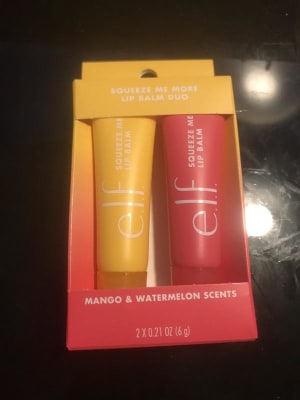 SQUEEZE ME MORE
LIP BALM DUO
e.l.f.
SQUEEZE ME
LIP BALM
e.l.f.
SQUEEZE ME
LIP BALM
MANGO & WATERMELON SCENTS
2 X 0.21 OZ (6 g)